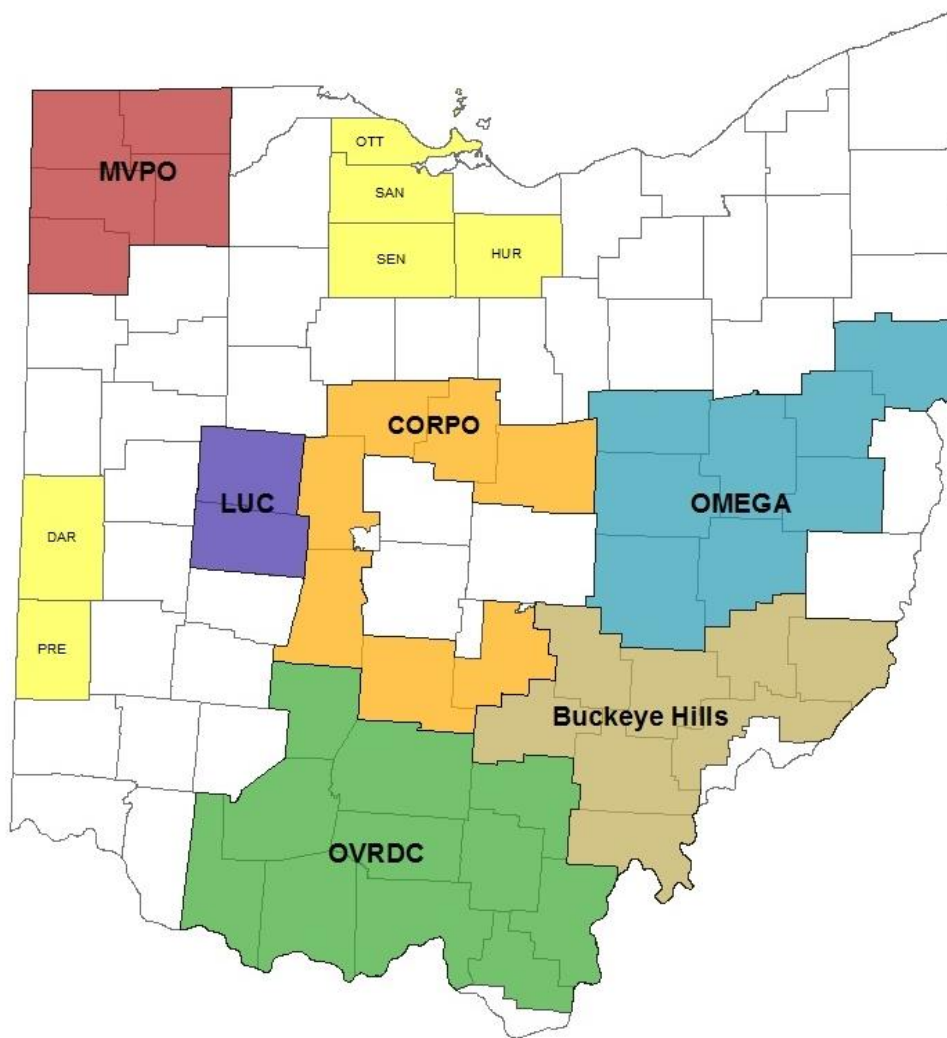 OTT
MVPO
SAN
HUR
SEN
CORPO
LUC
OMEGA
DAR
PRE
Buckeye Hills
OVRDC